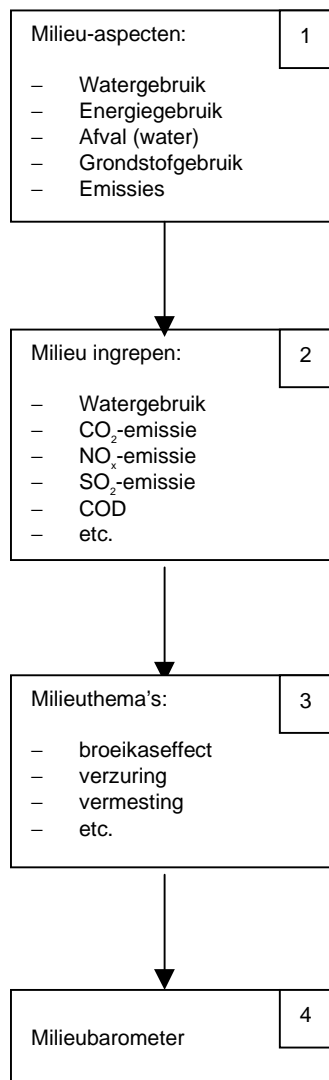 Milieu-aspecten: 1
– Watergebruik
– Energiegebruik
– Afval (water)
– Grondstofgebruik
– Emissies
Milieu ingrepen: 2
– Watergebruik
– CO₂-emissie
– NOₓ-emissie
– SO₂-emissie
– COD
– etc.
Milieuthema's: 3
– broeikaseffect
– verzuring
– vermesting
– etc.
4
Milieubarometer